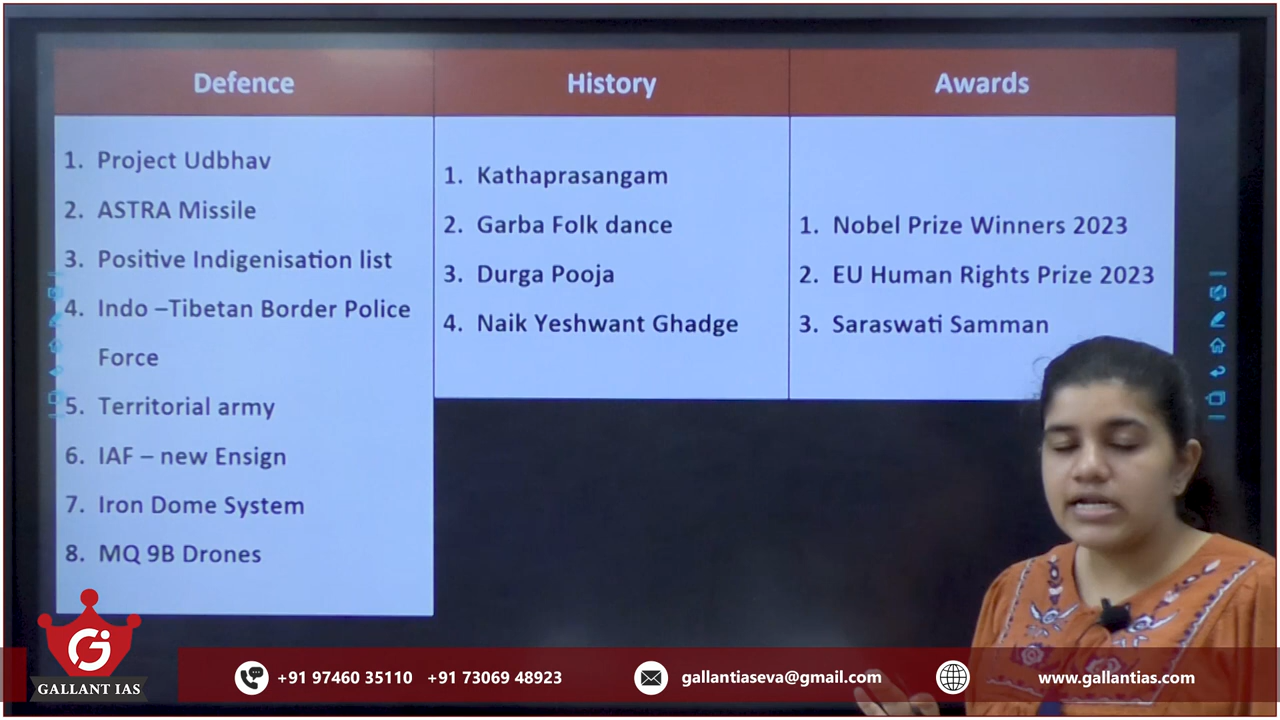 Defence
1. Project Udbhav
2. ASTRA Missile
3. Positive Indigenisation list
4. Indo –Tibetan Border Police
Force
5. Territorial army
6. IAF – new Ensign
7. Iron Dome System
8. MQ 9B Drones
History
1. Kathaprasangam
2. Garba Folk dance
3. Durga Pooja
4. Naik Yeshwant Ghadge
Awards
1. Nobel Prize Winners 2023
2. EU Human Rights Prize 2023
3. Saraswati Samman
Gi
GALLANT IAS
+91 97460 35110 +91 73069 48923
gallantiaseva@gmail.com
www.gallantias.com